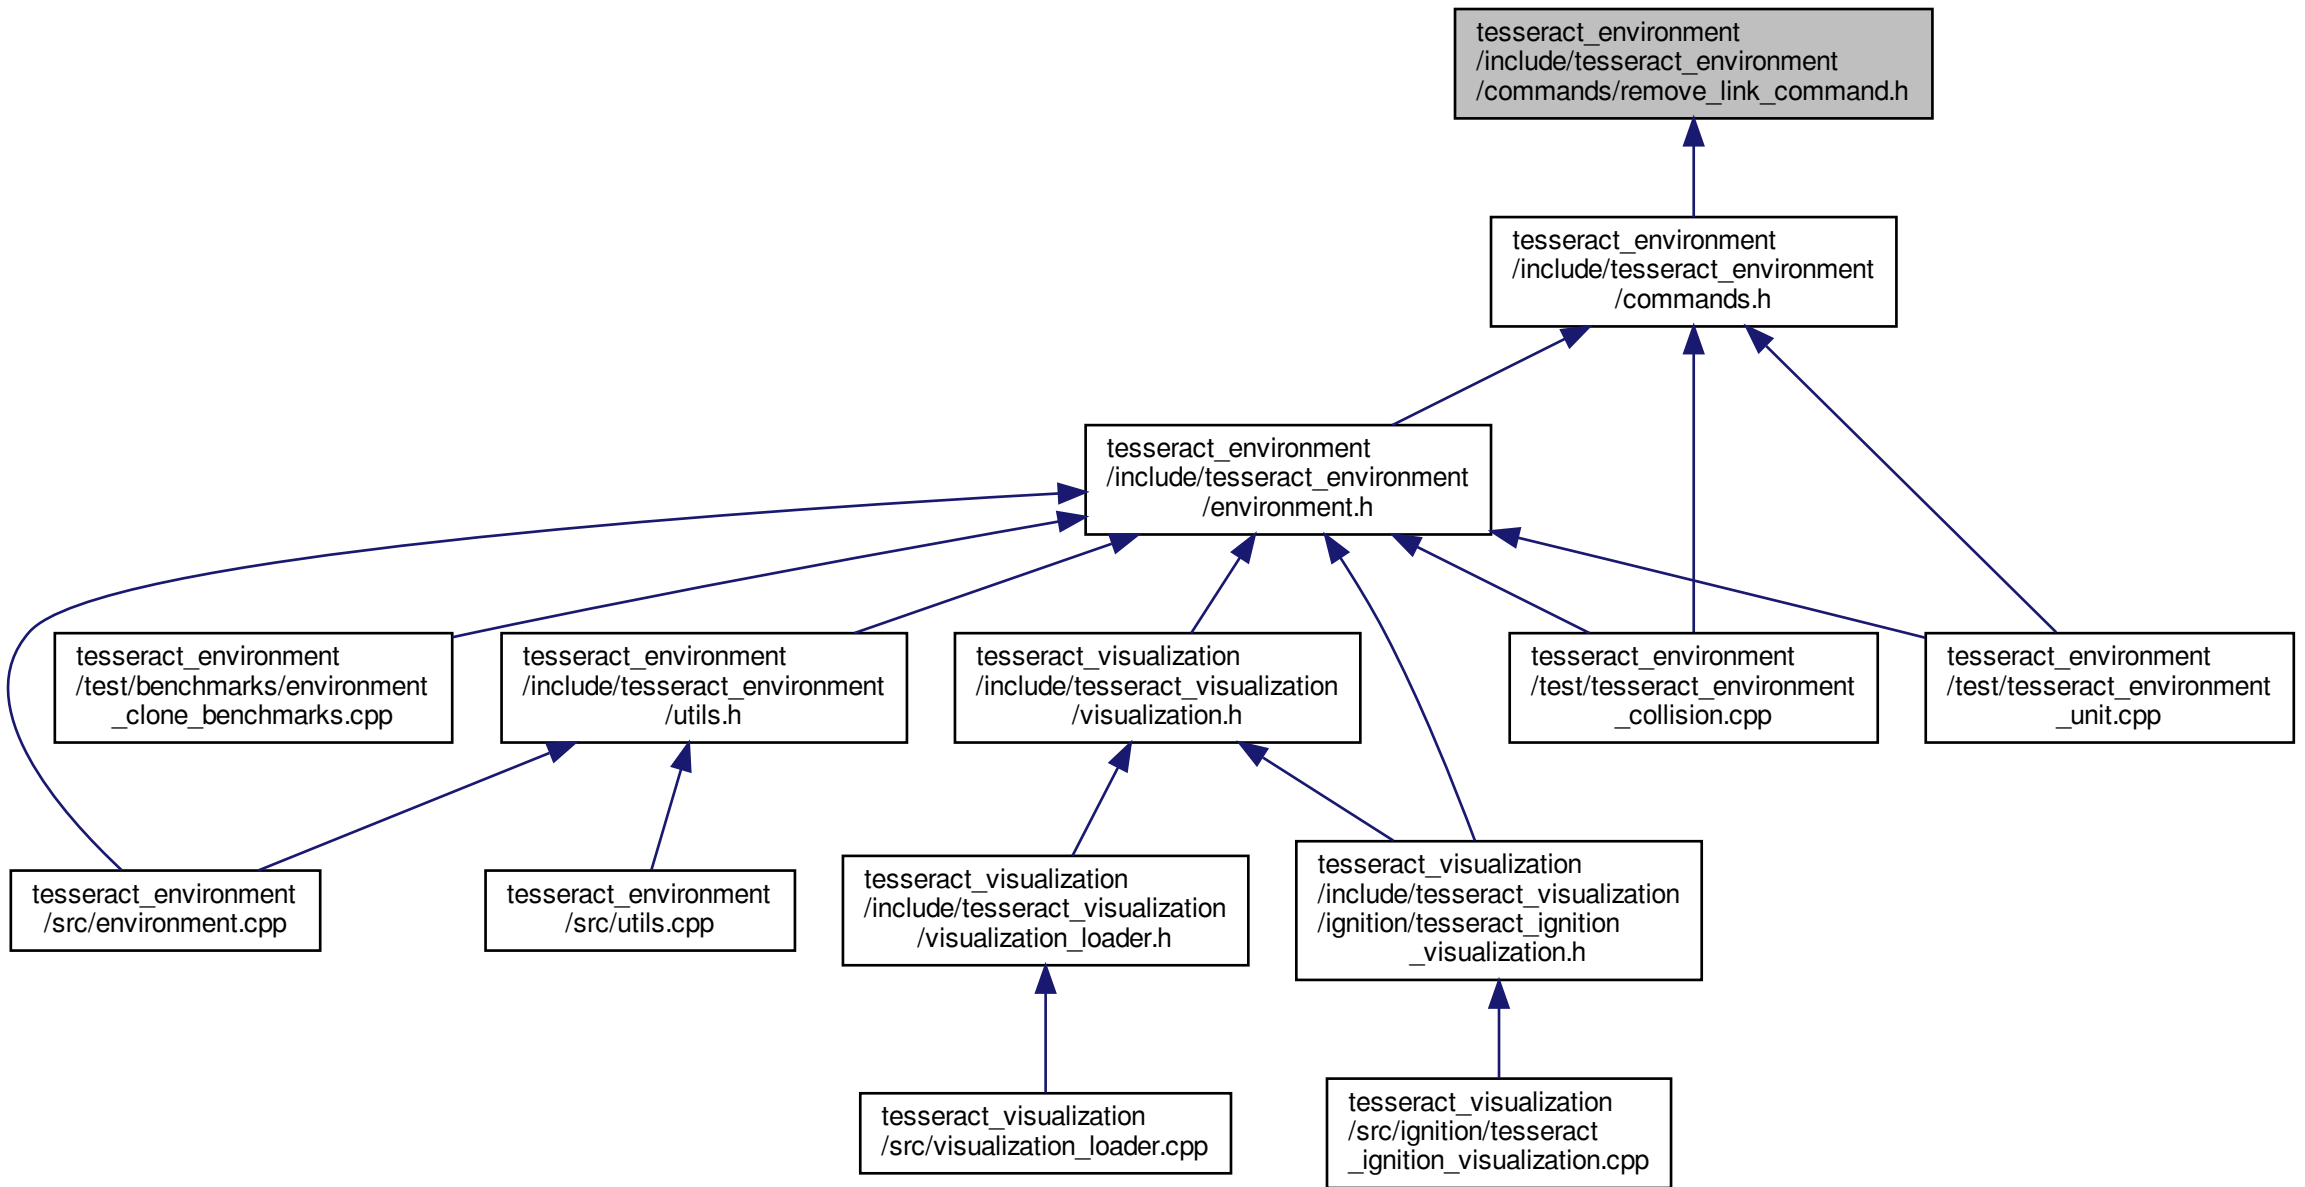 tesseract_environment
/include/tesseract_environment
/commands/remove_link_command.h
tesseract_environment
/include/tesseract_environment
/commands.h
tesseract_environment
/include/tesseract_environment
/environment.h
tesseract_environment
/test/benchmarks/environment
_clone_benchmarks.cpp
tesseract_environment
/include/tesseract_environment
/utils.h
tesseract_visualization
/include/tesseract_visualization
/visualization.h
tesseract_environment
/test/tesseract_environment
_collision.cpp
tesseract_environment
/test/tesseract_environment
_unit.cpp
tesseract_environment
/src/environment.cpp
tesseract_environment
/src/utils.cpp
tesseract_visualization
/include/tesseract_visualization
/visualization_loader.h
tesseract_visualization
/include/tesseract_visualization
/ignition/tesseract_ignition
_visualization.h
tesseract_visualization
/src/visualization_loader.cpp
tesseract_visualization
/src/ignition/tesseract
_ignition_visualization.cpp